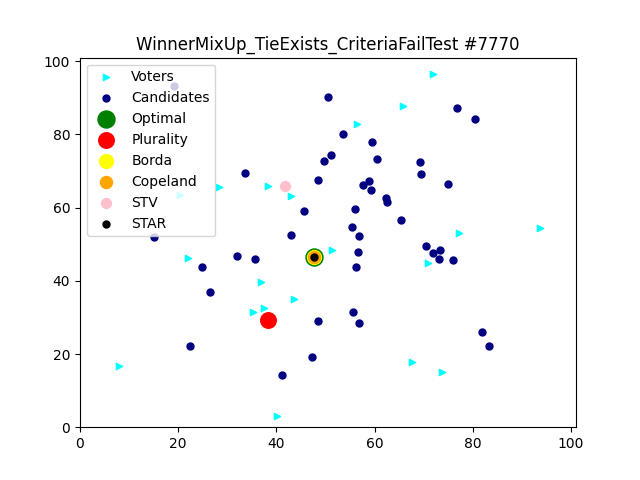 WinnerMixUp_TieExists_CriteriaFailTest #7770
100
80
60
40
20
0
Voters
Candidates
Optimal
Plurality
Borda
Copeland
STV
STAR
0 20 40 60 80 100